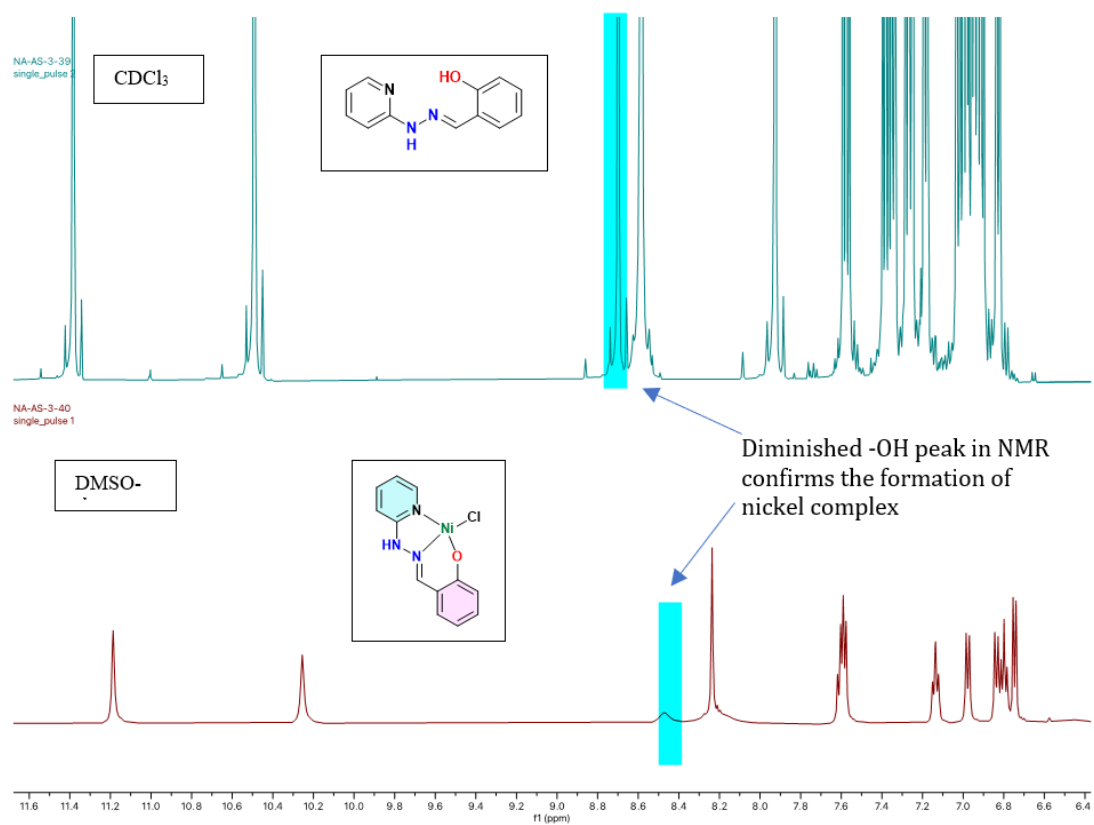 NA-AS-3-39
single_pulse 2
CDCl3
N
N
H
N
HO
NA-AS-3-40
single_pulse 1
DMSO-
N
Ni
Cl
HN
N
O
Diminished -OH peak in NMR
confirms the formation of
nickel complex
11.6 11.4 11.2 11.0 10.8 10.6 10.4 10.2 10.0 9.8 9.6 9.4 9.2 9.0 8.8 8.6 8.4 8.2 8.0 7.8 7.6 7.4 7.2 7.0 6.8 6.6 6.4
f1 (ppm)